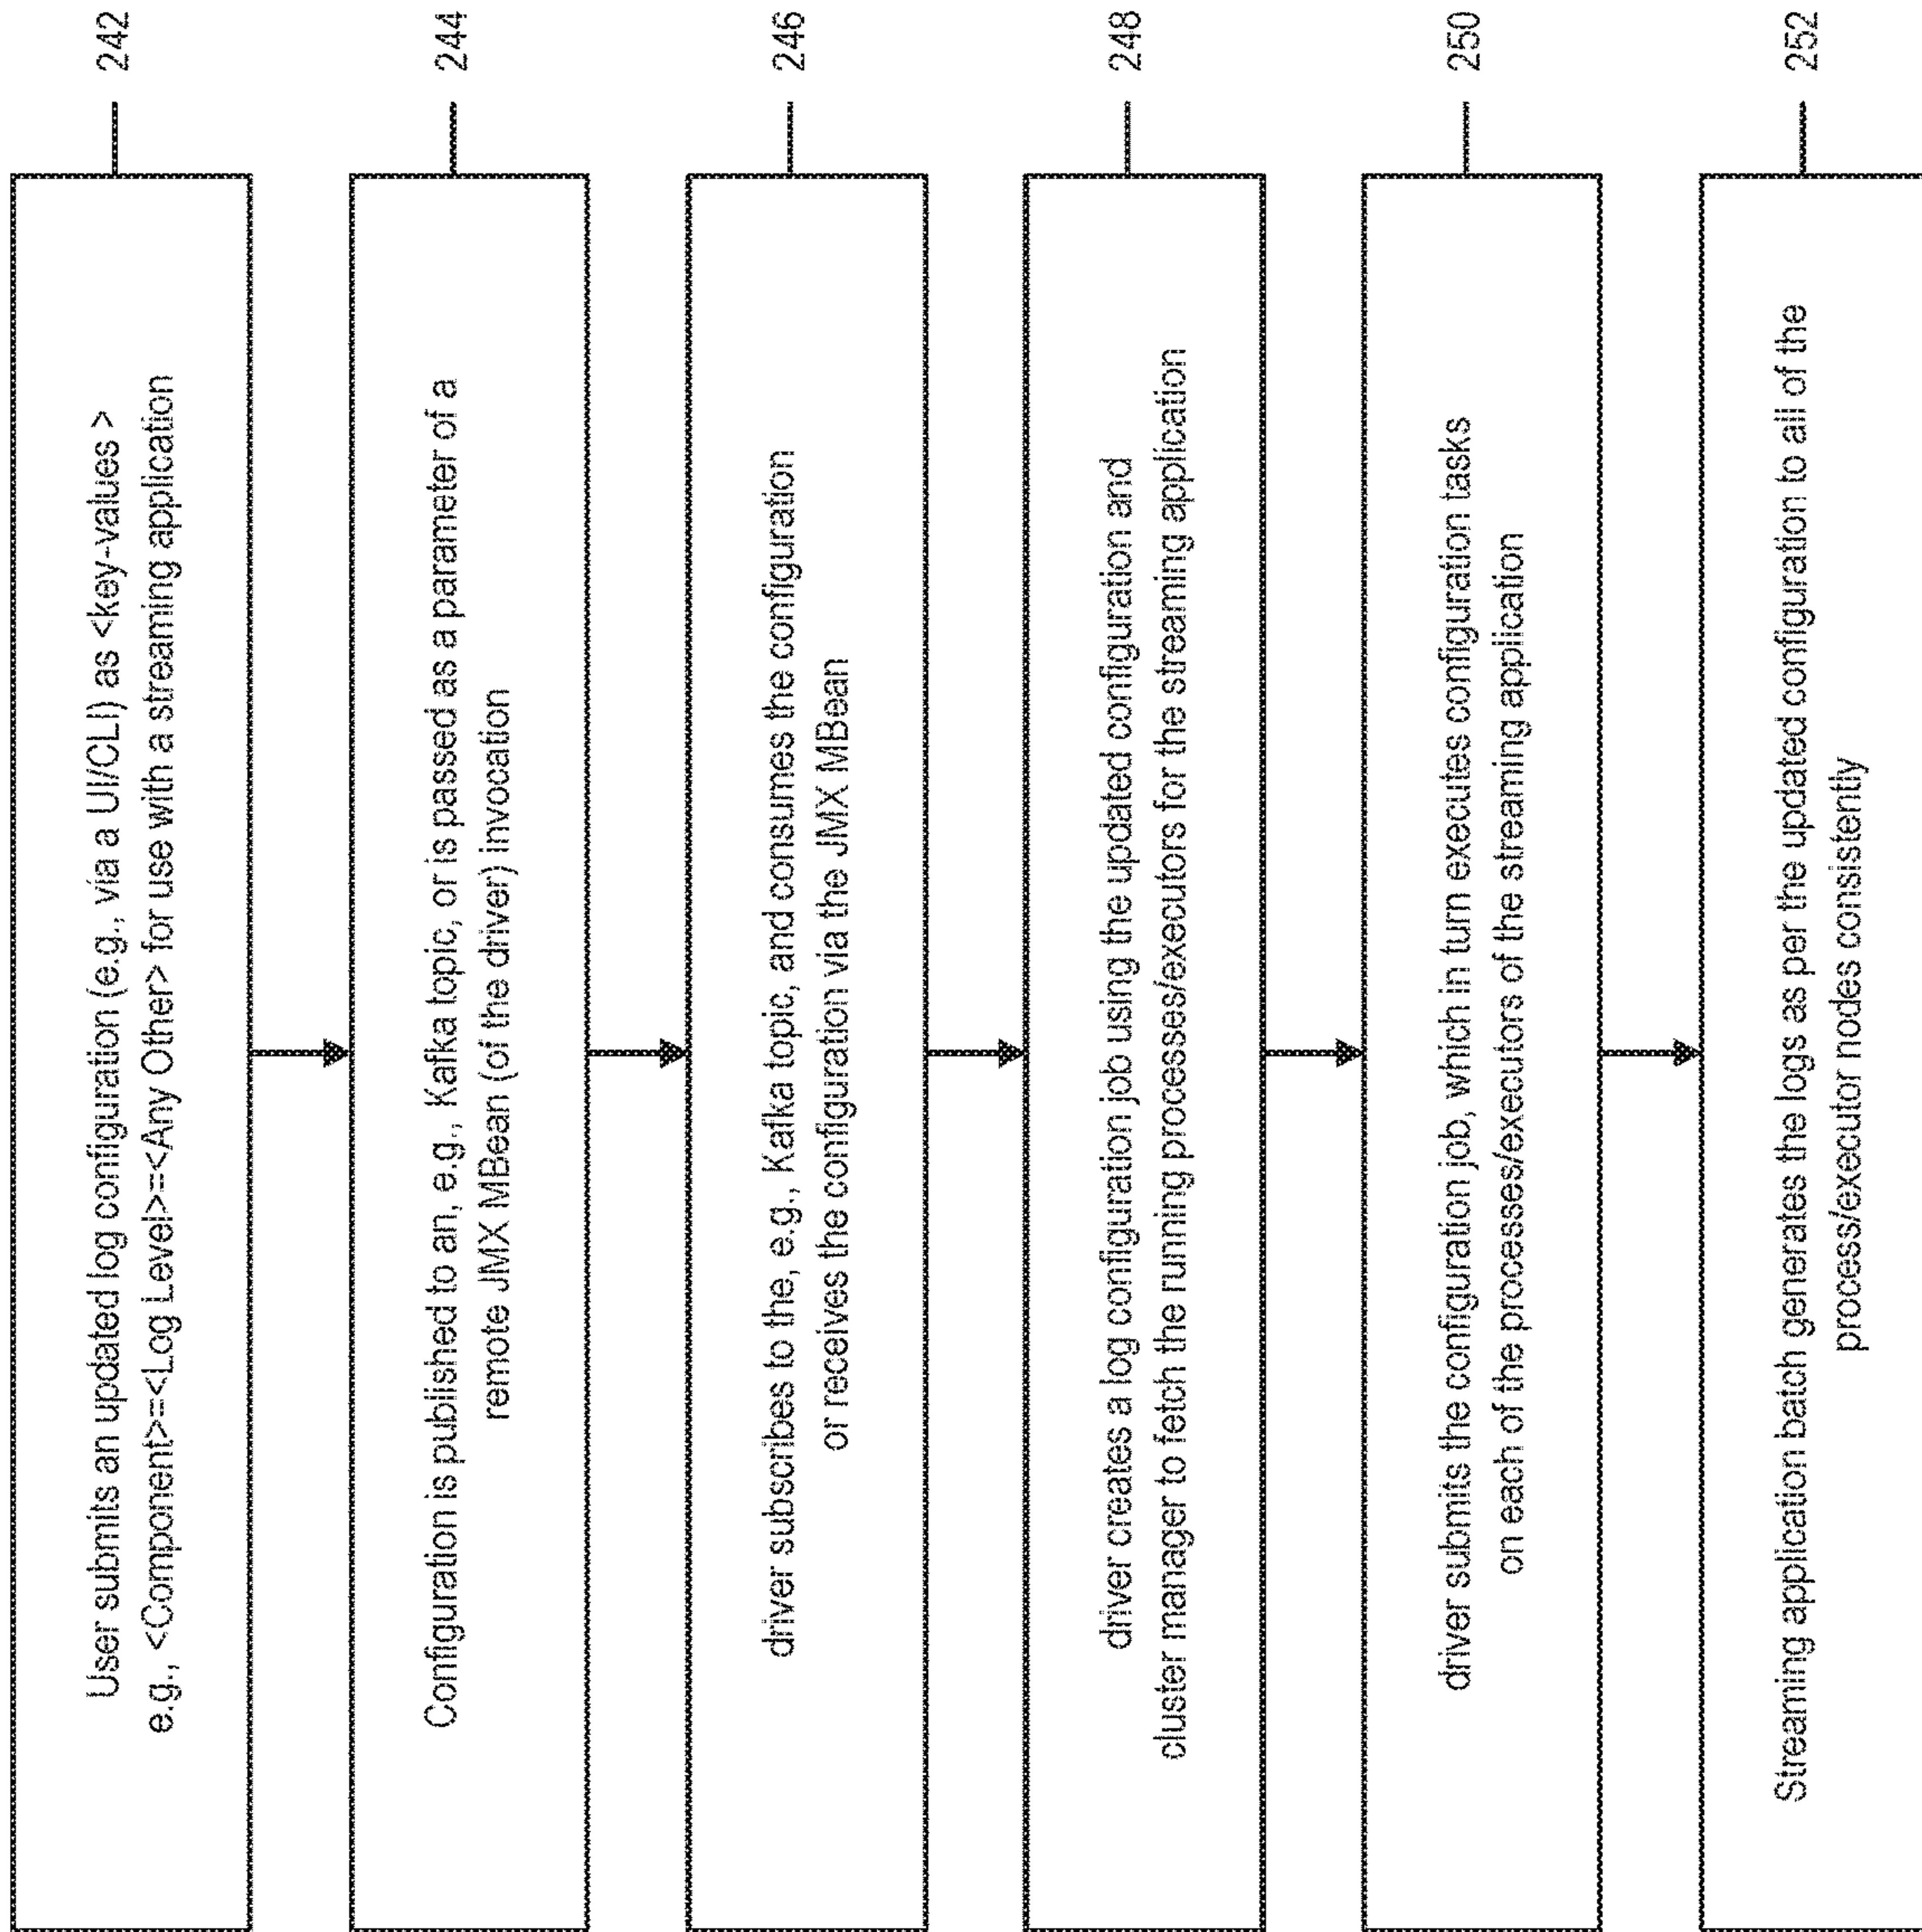 User submits an updated log configuration (e.g., via a UI/CLI) as <key-values >
e.g., <Component>=<Log Level>=<Any Other> for use with a streaming application
242
Configuration is published to an, e.g., Kafka topic, or is passed as a parameter of a
remote JMX MBean (of the driver) invocation
244
driver subscribes to the, e.g., Kafka topic, and consumes the configuration
or receives the configuration via the JMX MBean
246
driver creates a log configuration job using the updated configuration and
cluster manager to fetch the running processes/executors for the streaming application
248
driver submits the configuration job, which in turn executes configuration tasks
on each of the processes/executors of the streaming application
250
Streaming application batch generates the logs as per the updated configuration to all of the
process/executor nodes consistently
252